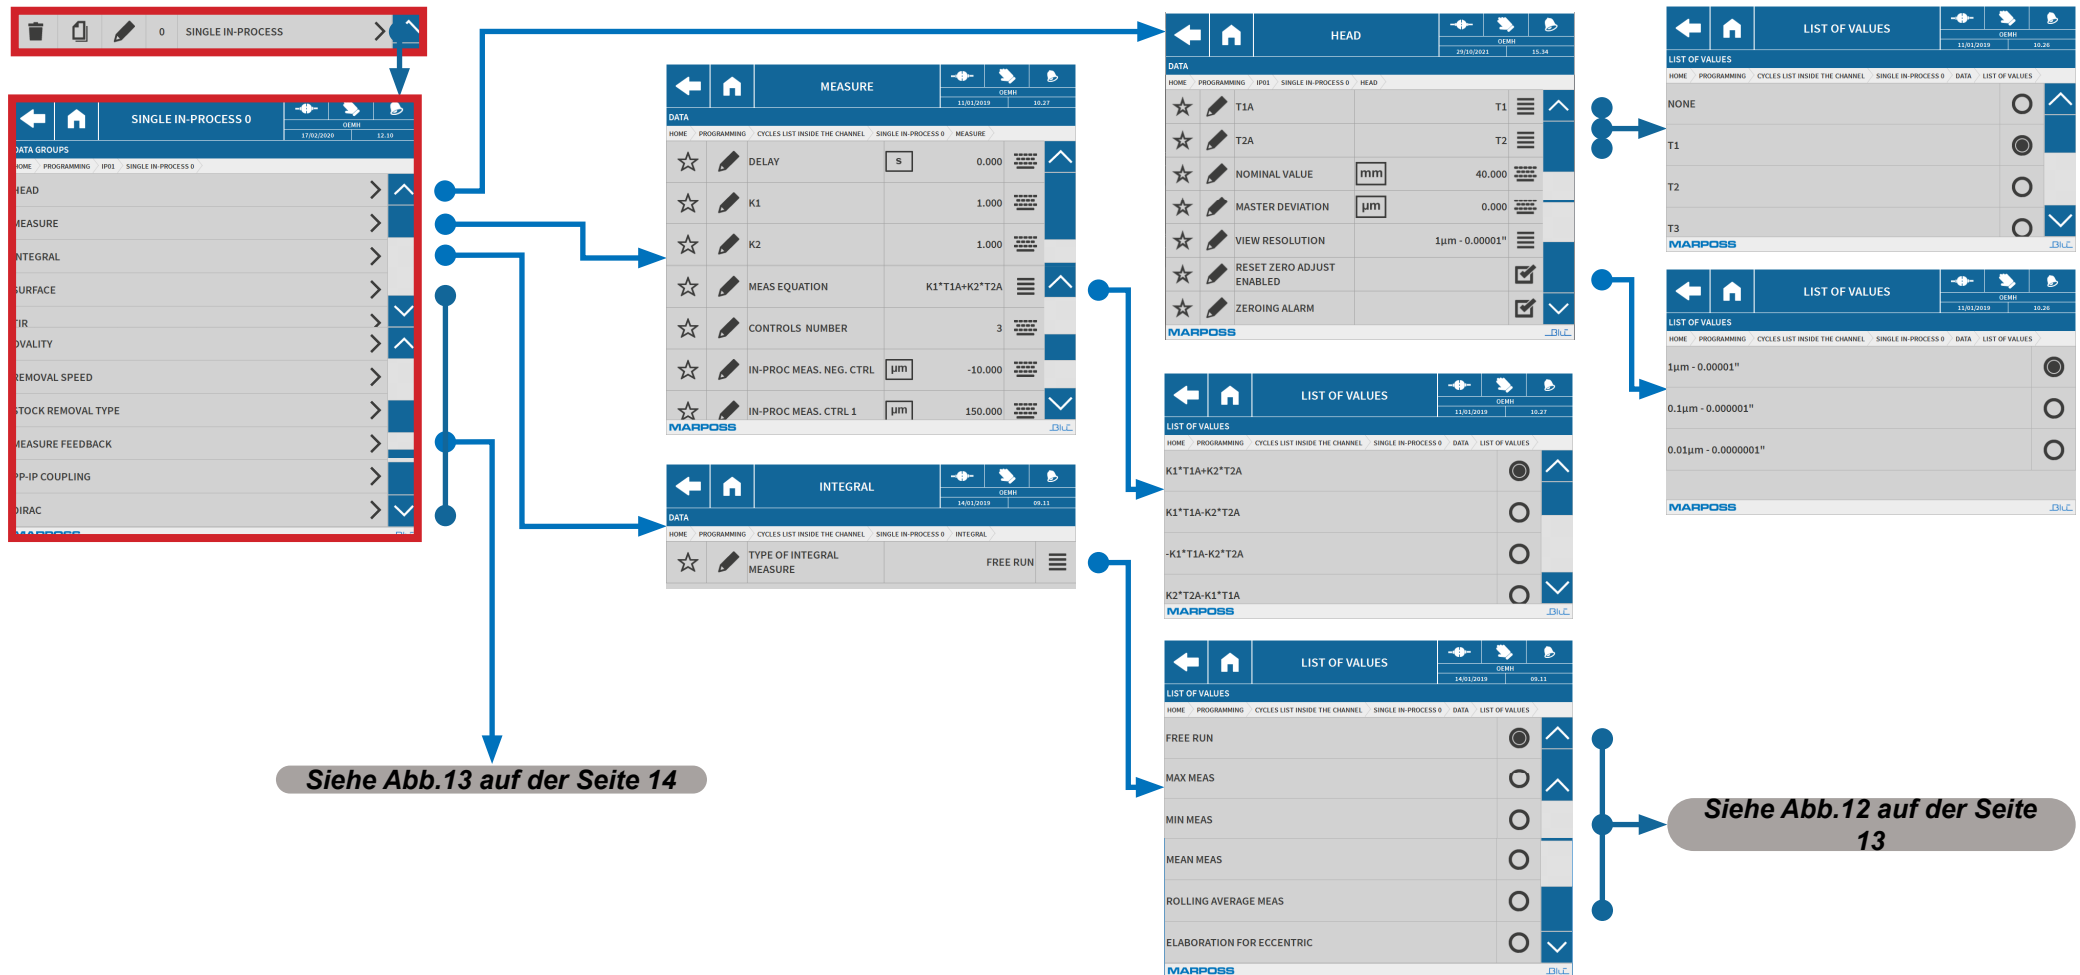 0 SINGLE IN-PROCESS
SINGLE IN-PROCESS 0
OEMH
17/02/2020 12.10
DATA GROUPS
HOME PROGRAMMING IP01 SINGLE IN-PROCESS 0
HEAD
MEASURE
INTEGRAL
SURFACE
TIR
OVALITY
REMOVAL SPEED
STOCK REMOVAL TYPE
MEASURE FEEDBACK
PP-IP COUPLING
DIRAC
MARPOSS
Siehe Abb.13 auf der Seite 14
MEASURE
OEMH
11/01/2019 10.27
DATA
HOME PROGRAMMING CYCLES LIST INSIDE THE CHANNEL SINGLE IN-PROCESS 0 MEASURE
DELAY s 0.000
K1 1.000
K2 1.000
MEAS EQUATION K1*T1A+K2*T2A
CONTROLS NUMBER 3
IN-PROC MEAS. NEG. CTRL µm -10.000
IN-PROC MEAS. CTRL 1 µm 150.000
MARPOSS BLÚ
INTEGRAL
OEMH
14/01/2019 09.11
DATA
HOME PROGRAMMING CYCLES LIST INSIDE THE CHANNEL SINGLE IN-PROCESS 0 INTEGRAL
TYPE OF INTEGRAL
MEASURE
FREE RUN
HEAD
OEMH
29/10/2021 15.34
DATA
HOME PROGRAMMING IP01 SINGLE IN-PROCESS 0 HEAD
T1A T1
T2A T2
NOMINAL VALUE mm 40.000
MASTER DEVIATION µm 0.000
VIEW RESOLUTION 1µm - 0.00001"
RESET ZERO ADJUST
ENABLED
ZEROING ALARM
MARPOSS BLÚ
LIST OF VALUES
OEMH
11/01/2019 10.27
LIST OF VALUES
HOME PROGRAMMING CYCLES LIST INSIDE THE CHANNEL SINGLE IN-PROCESS 0 DATA LIST OF VALUES
K1*T1A+K2*T2A
K1*T1A-K2*T2A
-K1*T1A-K2*T2A
K2*T2A-K1*T1A
MARPOSS BLÚ
LIST OF VALUES
OEMH
14/01/2019 09.11
LIST OF VALUES
HOME PROGRAMMING CYCLES LIST INSIDE THE CHANNEL SINGLE IN-PROCESS 0 DATA LIST OF VALUES
FREE RUN
MAX MEAS
MIN MEAS
MEAN MEAS
ROLLING AVERAGE MEAS
ELABORATION FOR ECCENTRIC
MARPOSS BLÚ
LIST OF VALUES
OEMH
11/01/2019 10.26
LIST OF VALUES
HOME PROGRAMMING CYCLES LIST INSIDE THE CHANNEL SINGLE IN-PROCESS 0 DATA LIST OF VALUES
NONE
T1
T2
T3
MARPOSS BLÚ
LIST OF VALUES
OEMH
11/01/2019 10.26
LIST OF VALUES
HOME PROGRAMMING CYCLES LIST INSIDE THE CHANNEL SINGLE IN-PROCESS 0 DATA LIST OF VALUES
1µm - 0.00001"
0.1µm - 0.000001"
0.01µm - 0.0000001"
MARPOSS BLÚ
Siehe Abb.12 auf der Seite
13